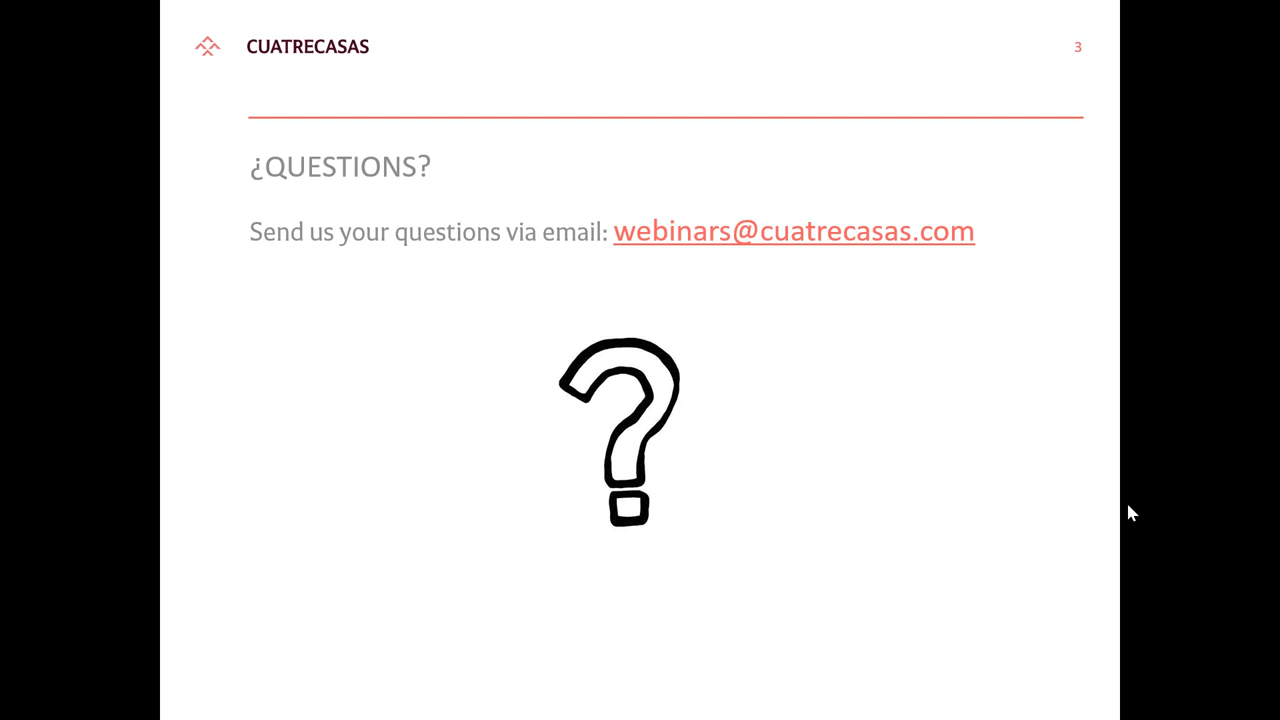 CUATRECASAS
3
¿QUESTIONS?
Send us your questions via email: webinars@cuatrecasas.com
?